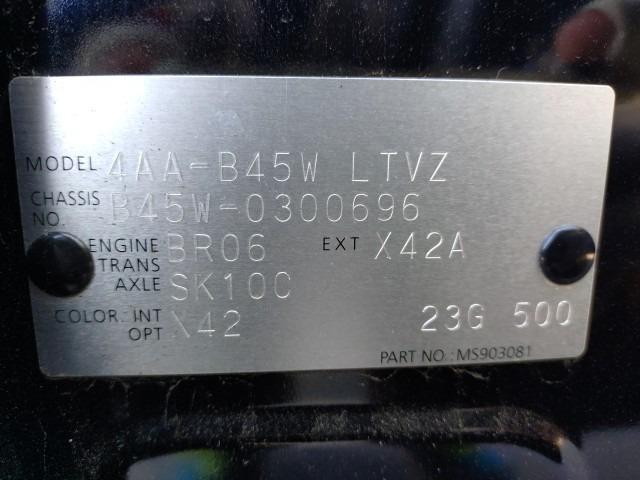 MODEL 4AA-B45W LTVZ
CHASSIS NO. B45W-0300696
ENGINE BR06 EXT X42A
TRANS AXLE SK10C
COLOR. INT OPT X42 23G 500
PART NO.:MS903081